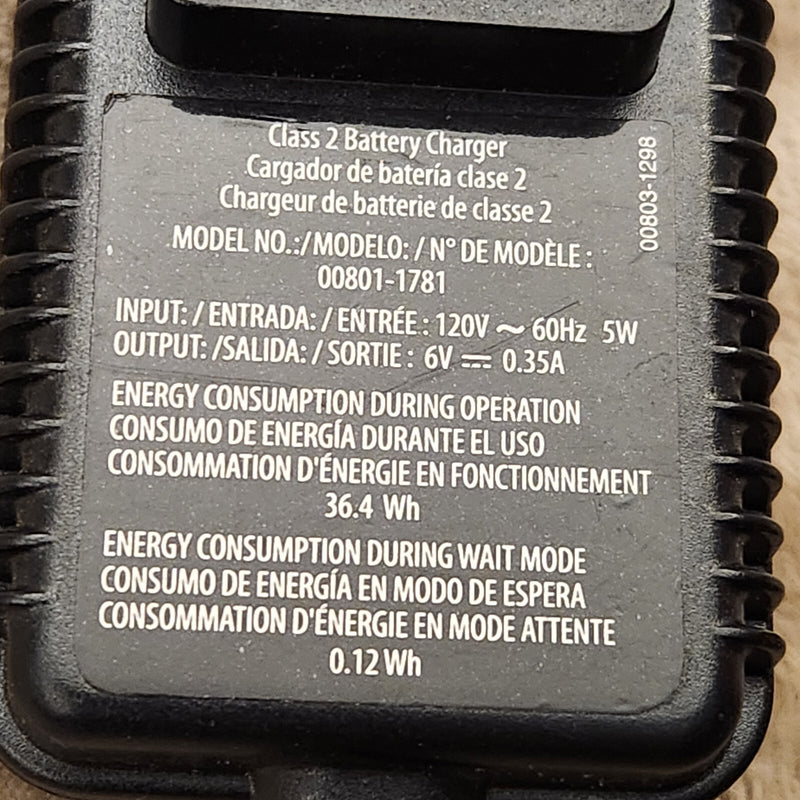 Class 2 Battery Charger
Cargador de batería clase 2
Chargeur de batterie de classe 2
MODEL NO.:/MODELO: / N° DE MODÈLE :
00801-1781
INPUT: / ENTRADA: / ENTRÉE : 120V ~ 60Hz 5W
OUTPUT: /SALIDA: / SORTIE : 6V ⎓ 0.35A
ENERGY CONSUMPTION DURING OPERATION
CONSUMO DE ENERGÍA DURANTE EL USO
CONSOMMATION D'ÉNERGIE EN FONCTIONNEMENT
36.4 Wh
ENERGY CONSUMPTION DURING WAIT MODE
CONSUMO DE ENERGÍA EN MODO DE ESPERA
CONSOMMATION D'ÉNERGIE EN MODE ATTENTE
0.12 Wh
00803-1298